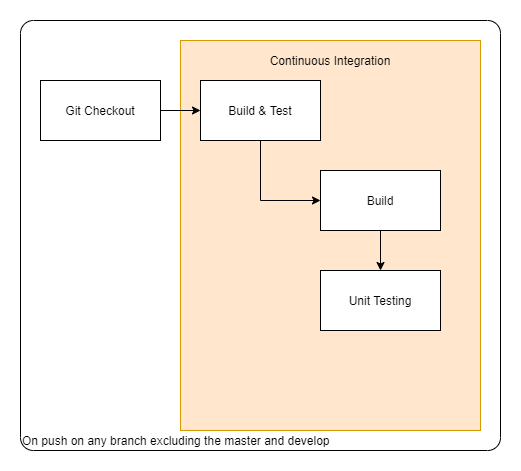 Continuous Integration
Git Checkout
Build & Test
Build
Unit Testing
On push on any branch excluding the master and develop